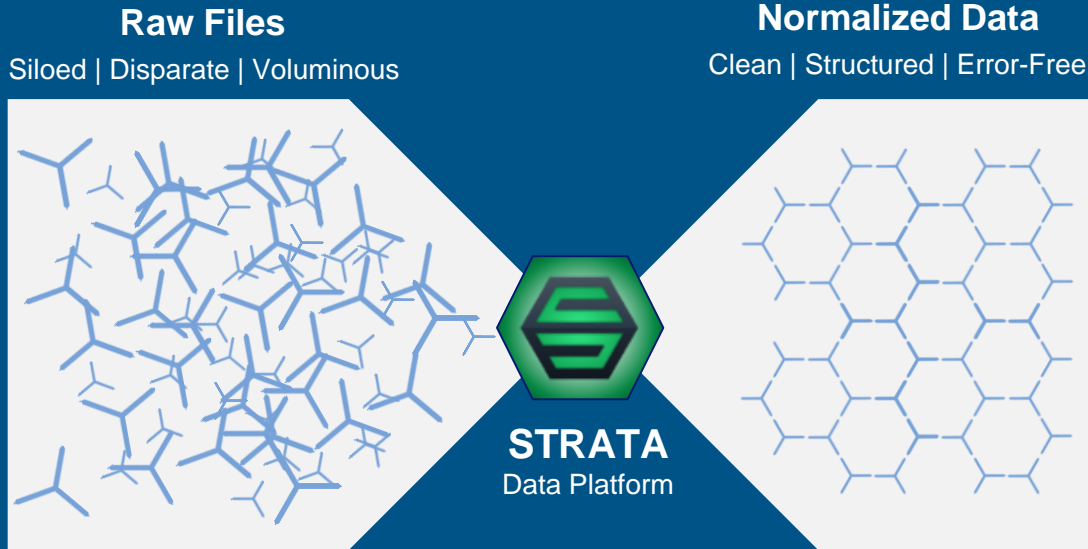 Raw Files
Siloed | Disparate | Voluminous
Normalized Data
Clean | Structured | Error-Free
STRATA
Data Platform